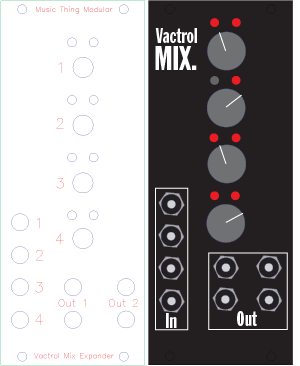 Music Thing Modular
1
2
3
4
1
2
3
Out 1 Out 2
4
Vactrol Mix Expander
Vactrol
MIX.
In
Out